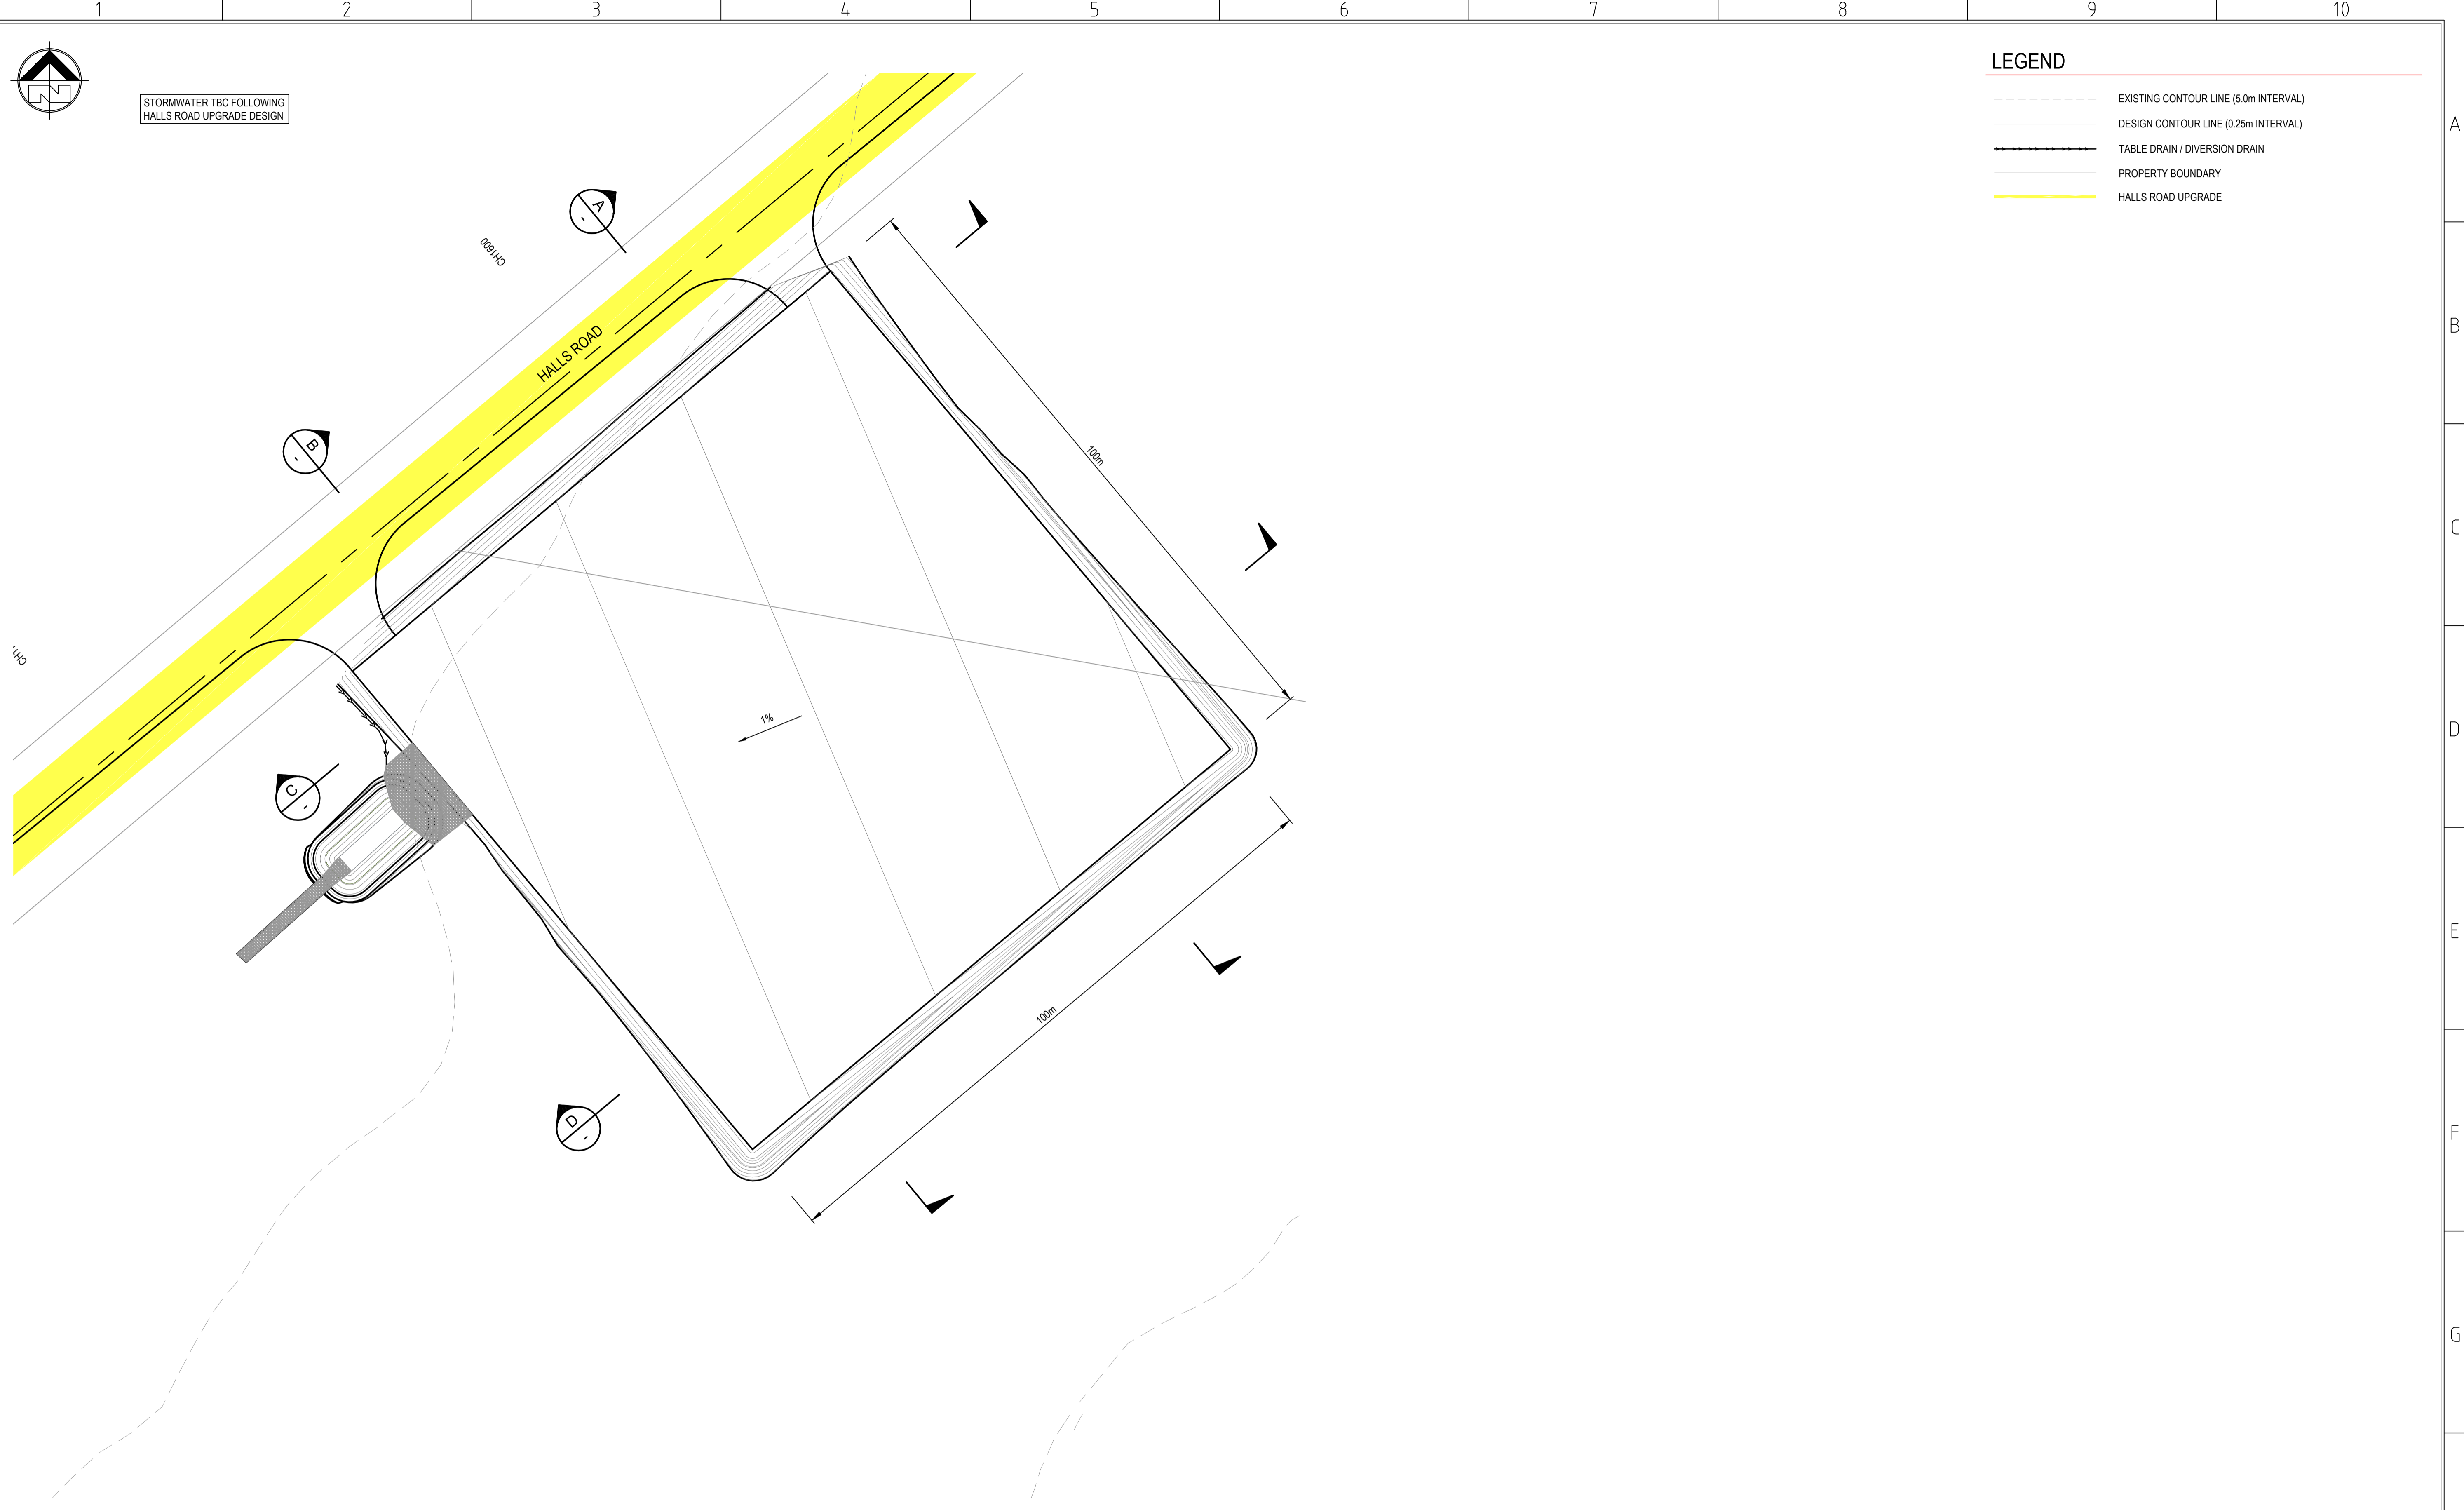 1 2 3 4 5 6 7 8 9 10
N
STORMWATER TBC FOLLOWING
HALLS ROAD UPGRADE DESIGN
LEGEND
EXISTING CONTOUR LINE (5.0m INTERVAL)
DESIGN CONTOUR LINE (0.25m INTERVAL)
TABLE DRAIN / DIVERSION DRAIN
PROPERTY BOUNDARY
HALLS ROAD UPGRADE
A
B
C
D
E
F
G
A
-
CH1600
HALLS ROAD
B
-
100m
CH1
1%
C
-
100m
D
-